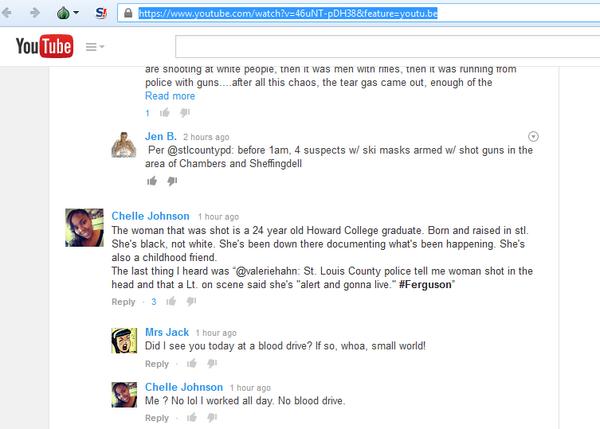 https://www.youtube.com/watch?v=46uNT-pDH38&feature=youtu.be
You Tube
are shooting at white people, then it was men with rifles, then it was running from
police with guns....after all this chaos, the tear gas came out, enough of the
Read more
1
Jen B. 2 hours ago
Per @stlcountypd: before 1am, 4 suspects w/ ski masks armed w/ shot guns in the
area of Chambers and Sheffingdell
Chelle Johnson 1 hour ago
The woman that was shot is a 24 year old Howard College graduate. Born and raised in stl.
She's black, not white. She's been down there documenting what's been happening. She's
also a childhood friend.
The last thing I heard was "@valeriehahn: St. Louis County police tell me woman shot in the
head and that a Lt. on scene said she's "alert and gonna live." #Ferguson"
Reply · 3
Mrs Jack 1 hour ago
Did I see you today at a blood drive? If so, whoa, small world!
Reply ·
Chelle Johnson 1 hour ago
Me ? No lol I worked all day. No blood drive.
Reply ·